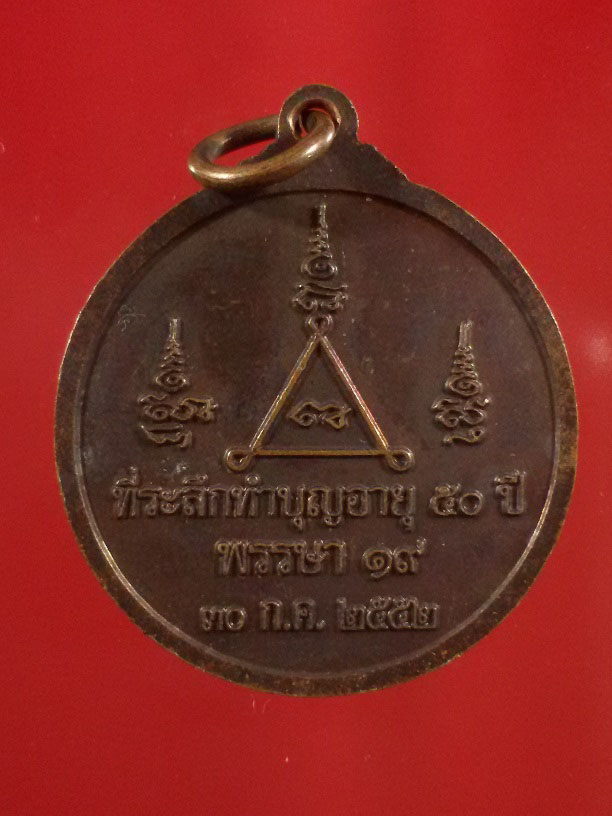 ที่ระลึกทำบุญอายุ ๕๐ ปี
พรรษา ๑๙
๓๐ ก.ค. ๒๕๕๒